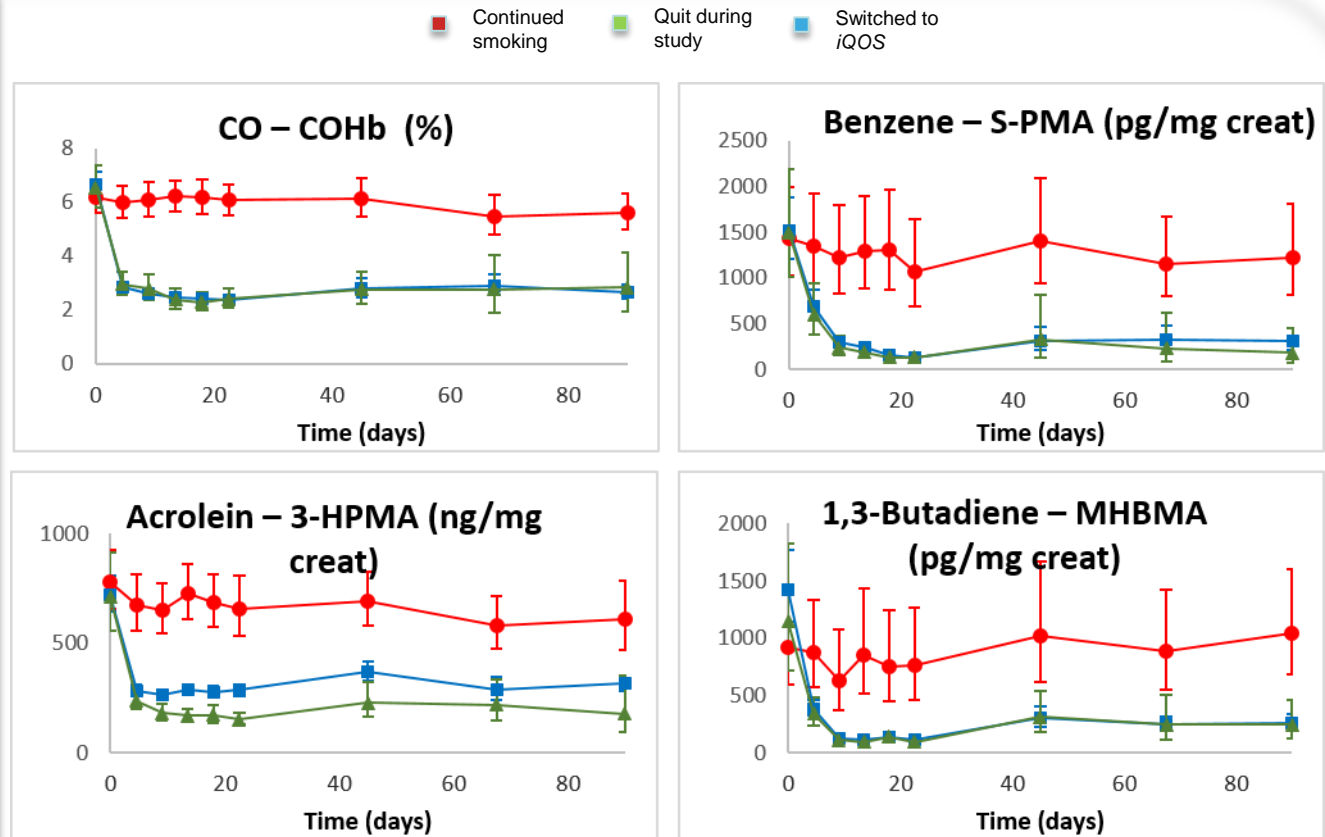 Continued
smoking
Quit during
study
Switched to
iQOS
CO – COHb (%)
8
6
4
2
0
0 20 40 60 80
Time (days)
Benzene – S-PMA (pg/mg creat)
2500
2000
1500
1000
500
0
0 20 40 60 80
Time (days)
Acrolein – 3-HPMA (ng/mg
creat)
1000
500
0
0 20 40 60 80
Time (days)
1,3-Butadiene – MHBMA
(pg/mg creat)
2000
1500
1000
500
0
0 20 40 60 80
Time (days)